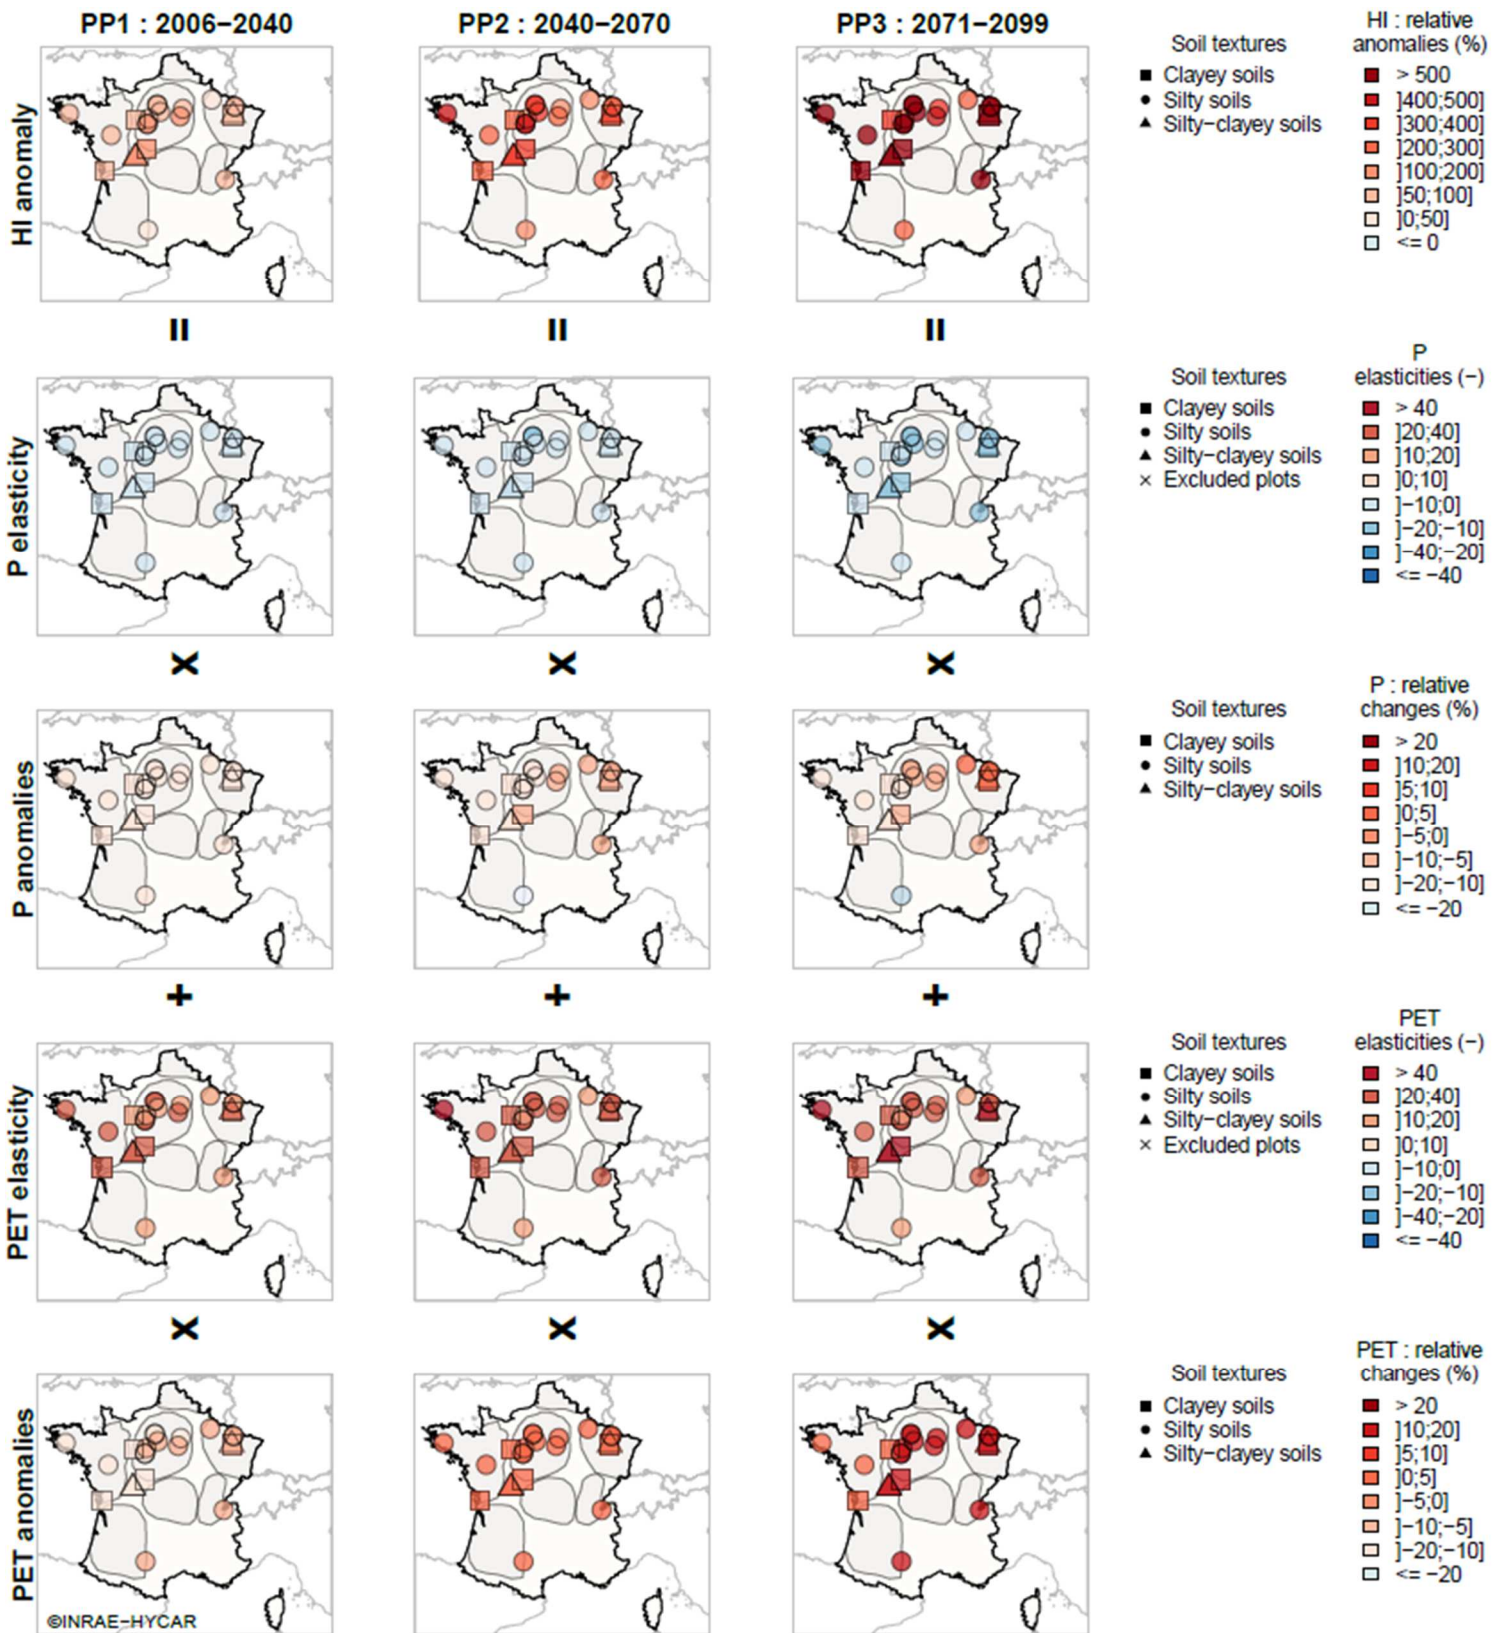 PP1 : 2006−2040
PP2 : 2040−2070
PP3 : 2071−2099
HI anomaly
Soil textures
Clayey soils
Silty soils
Silty−clayey soils
HI : relative
anomalies (%)
> 500
]400;500]
]300;400]
]200;300]
]100;200]
]50;100]
]0;50]
<= 0
= = =
P elasticity
Soil textures
Clayey soils
Silty soils
Silty−clayey soils
× Excluded plots
P
elasticities (−)
> 40
]20;40]
]10;20]
]0;10]
]−10;0]
]−20;−10]
]−40;−20]
<= −40
x x x
P anomalies
Soil textures
Clayey soils
Silty soils
Silty−clayey soils
P : relative
changes (%)
> 20
]10;20]
]5;10]
]0;5]
]−5;0]
]−10;−5]
]−20;−10]
<= −20
+ + +
PET elasticity
Soil textures
Clayey soils
Silty soils
Silty−clayey soils
× Excluded plots
PET
elasticities (−)
> 40
]20;40]
]10;20]
]0;10]
]−10;0]
]−20;−10]
]−40;−20]
<= −40
x x x
PET anomalies
Soil textures
Clayey soils
Silty soils
Silty−clayey soils
PET : relative
changes (%)
> 20
]10;20]
]5;10]
]0;5]
]−5;0]
]−10;−5]
]−20;−10]
<= −20
©INRAE−HYCAR